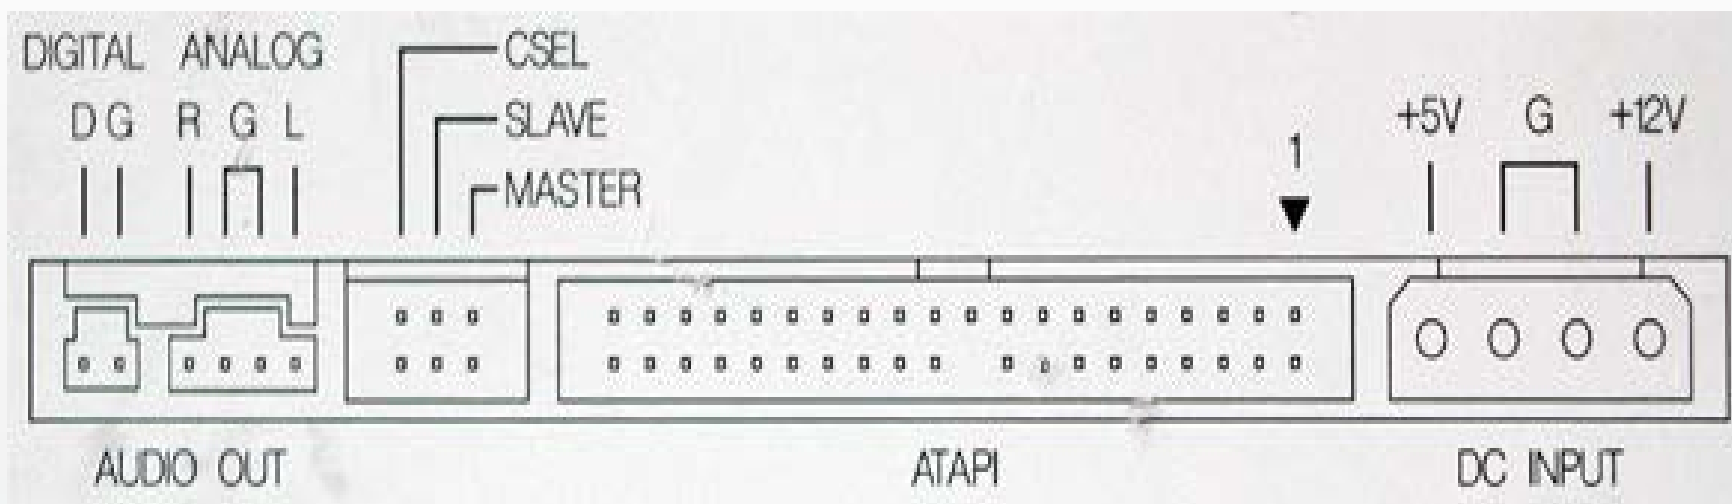 DIGITAL ANALOG
D G R G L
CSEL
SLAVE
MASTER
1
+5V G +12V
AUDIO OUT
ATAPI
DC INPUT